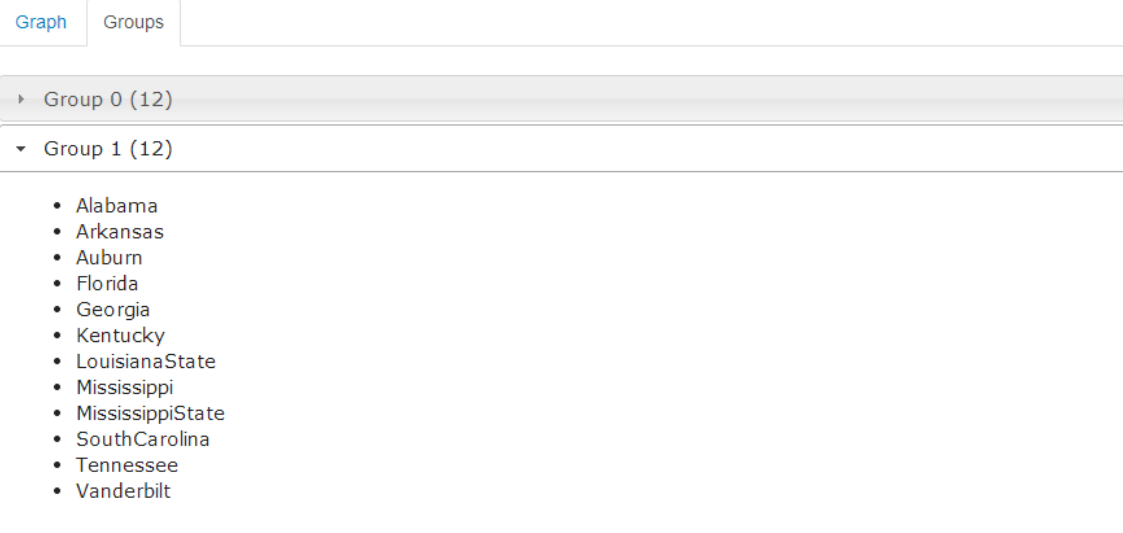 Graph Groups
Group 0 (12)
Group 1 (12)
Alabama
Arkansas
Auburn
Florida
Georgia
Kentucky
LouisianaState
Mississippi
MississippiState
SouthCarolina
Tennessee
Vanderbilt